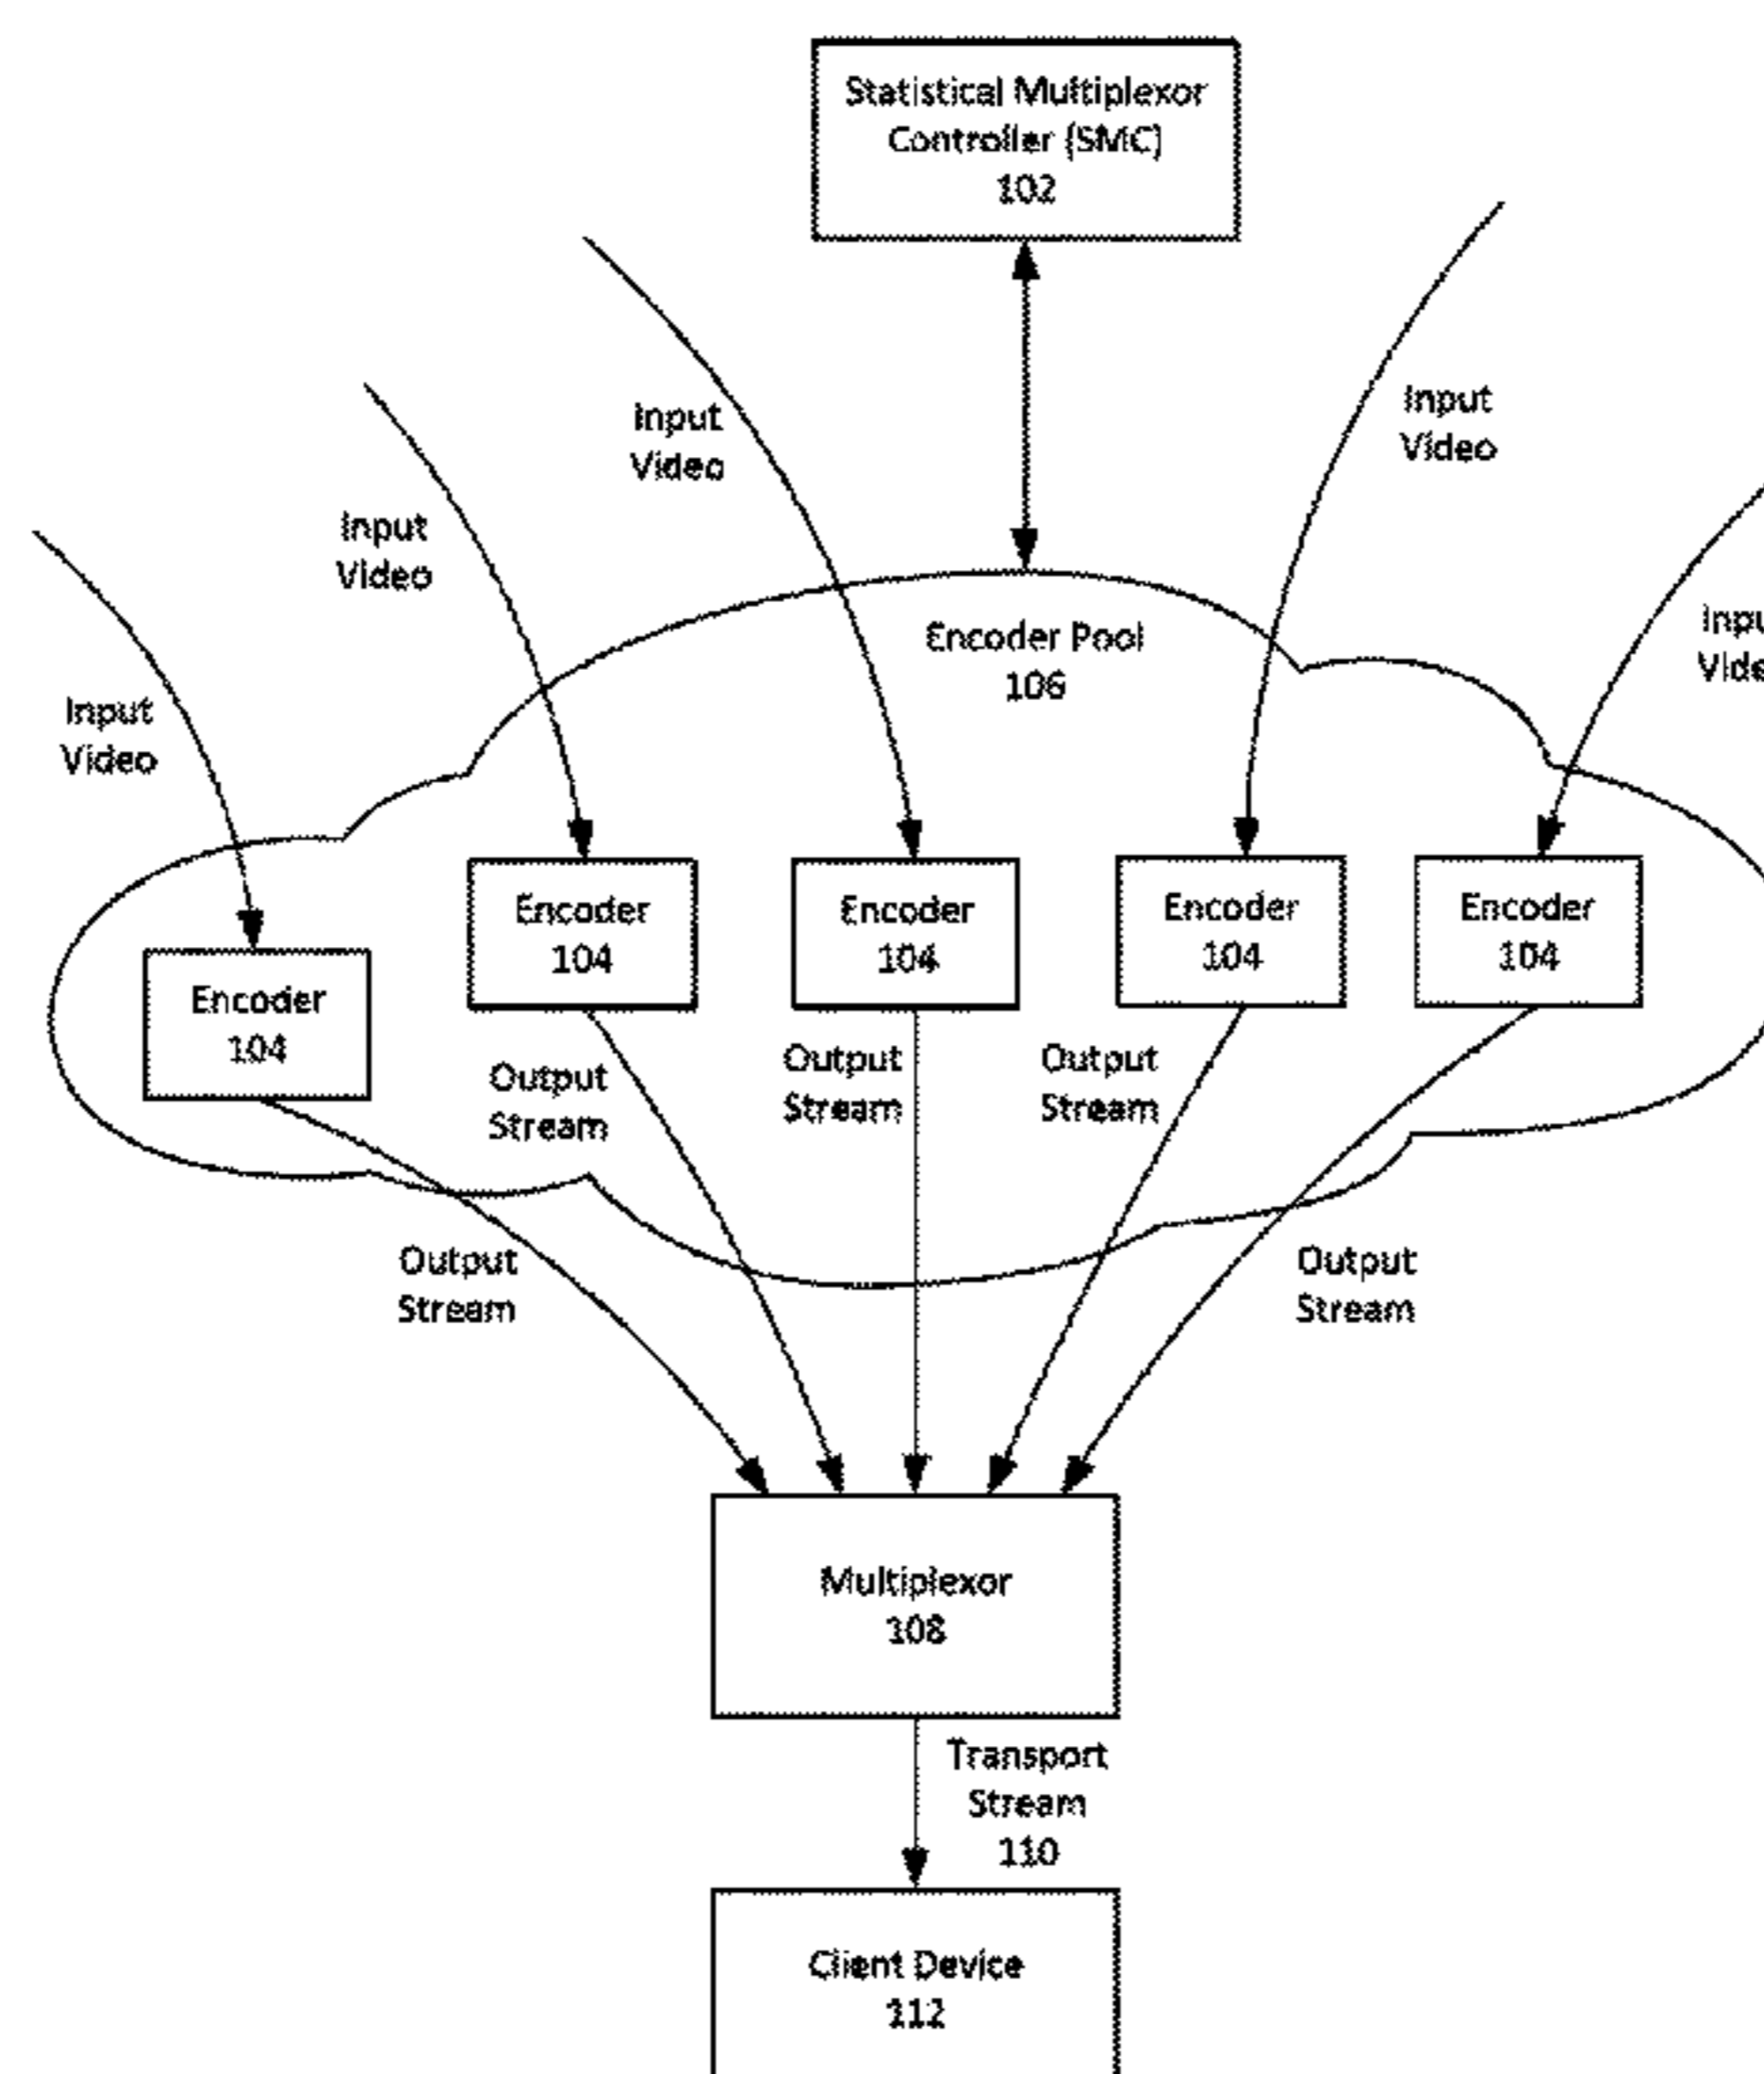 Statistical Multiplexor
Controller (SMC)
102
Input
Video
Input
Video
Input
Video
Input
Video
Encoder Pool
106
Input
Video
Encoder
104
Encoder
104
Encoder
104
Encoder
104
Encoder
104
Output
Stream
Output
Stream
Output
Stream
Output
Stream
Output
Stream
Multiplexor
108
Transport
Stream
110
Client Device
112